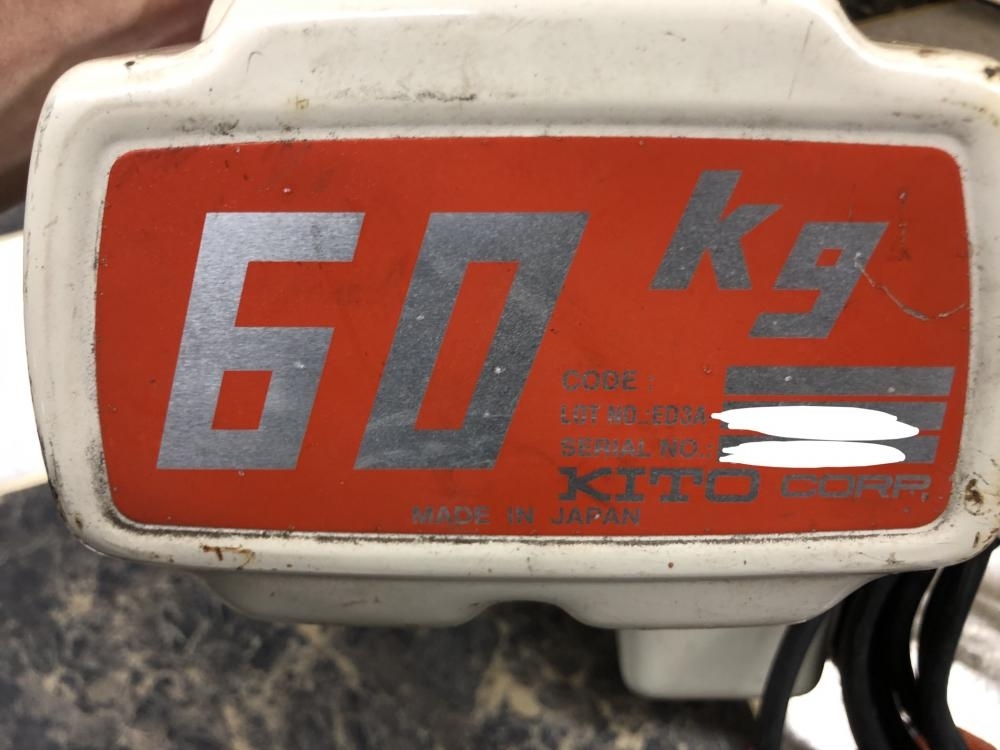 60 kg
CODE :
LOT NO.:ED3A-
SERIAL NO.:
KITO CORP.
MADE IN JAPAN